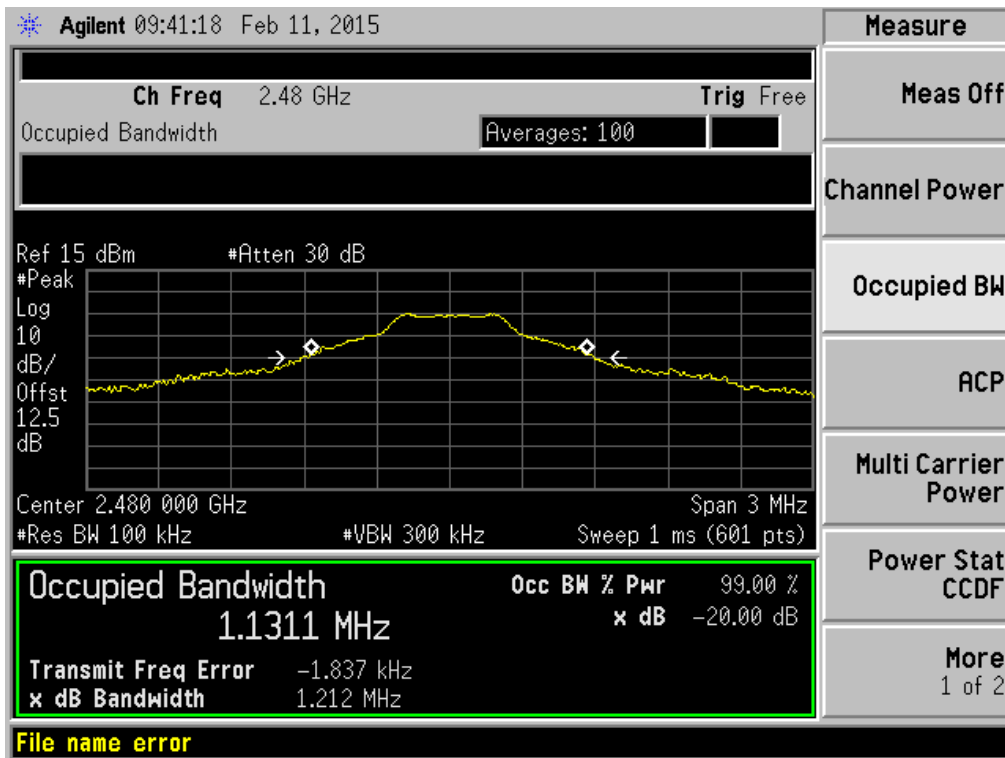 Agilent 09:41:18 Feb 11, 2015
Measure
Ch Freq 2.48 GHz Trig Free
Occupied Bandwidth Averages: 100
Meas Off
Channel Power
Occupied BW
ACP
Multi Carrier
Power
Power Stat
CCDF
More
1 of 2
Ref 15 dBm #Atten 30 dB
#Peak
Log
10
dB/
Offst
12.5
dB
Center 2.480 000 GHz Span 3 MHz
#Res BW 100 kHz #VBW 300 kHz Sweep 1 ms (601 pts)
Occupied Bandwidth Occ BW % Pwr 99.00 %
1.1311 MHz x dB -20.00 dB
Transmit Freq Error -1.837 kHz
x dB Bandwidth 1.212 MHz
File name error